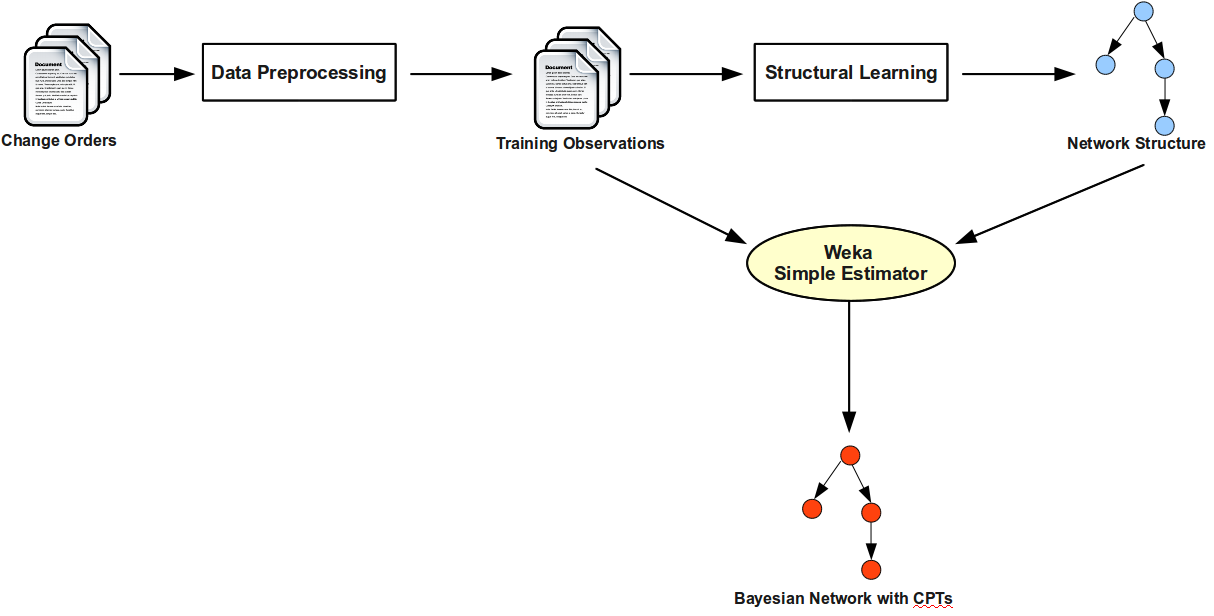 Document
Document
Data Preprocessing
Structural Learning
Change Orders
Training Observations
Network Structure
Weka
Simple Estimator
Bayesian Network with CPTs